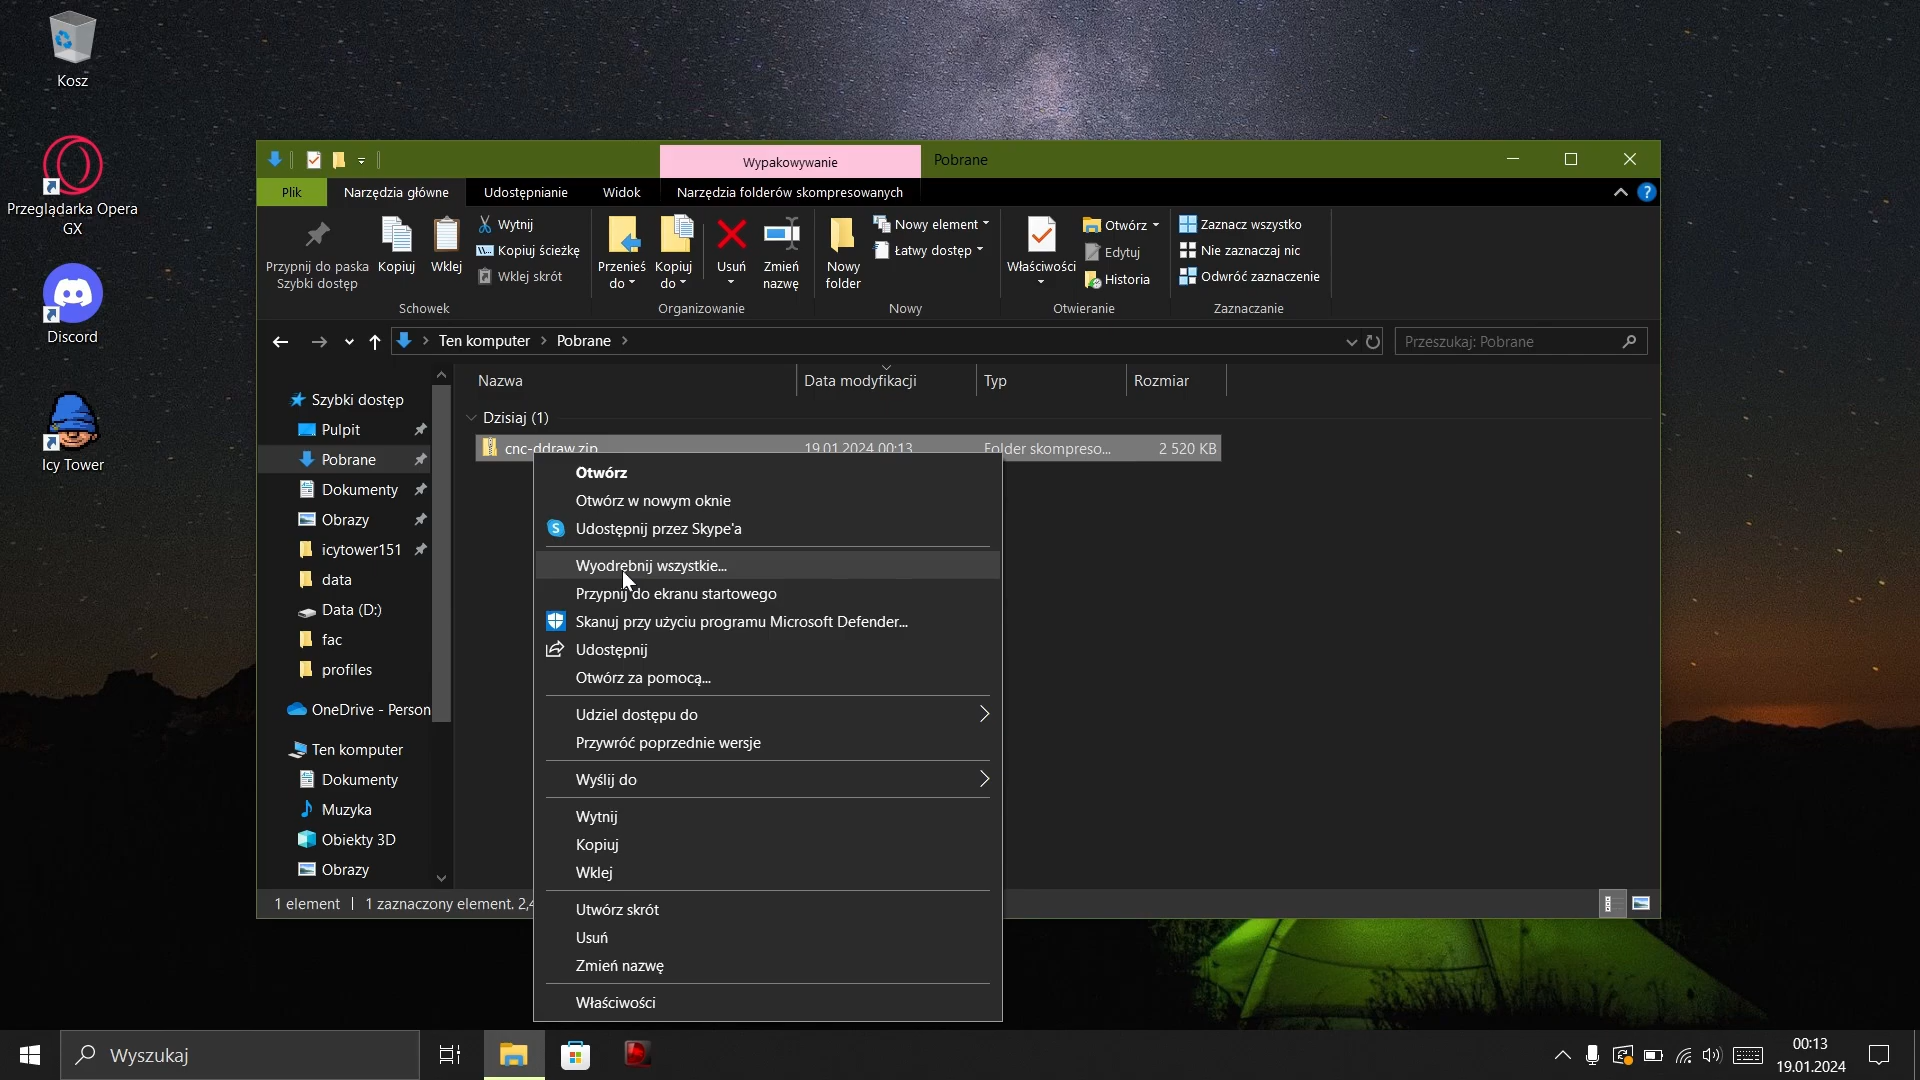 Kosz
Przeglądarka Opera
GX
Discord
Icy Tower
Wypakowywanie
Pobrane
Plik
Narzędzia główne
Udostępnianie
Widok
Narzędzia folderów skompresowanych
Przypnij do paska
Szybki dostęp
Kopiuj
Wklej
Wytnij
Kopiuj ścieżkę
Wklej skrót
Schowek
Przenieś
do
Kopiuj
do
Usuń
Zmień
nazwę
Organizowanie
Nowy
folder
Nowy element
Łatwy dostęp
Nowy
Właściwości
Otwórz
Edytuj
Historia
Otwieranie
Zaznacz wszystko
Nie zaznaczaj nic
Odwróć zaznaczenie
Zaznaczanie
Ten komputer
Pobrane
Przeszukaj: Pobrane
Szybki dostęp
Pulpit
Pobrane
Dokumenty
Obrazy
icytower151
data
Data (D:)
fac
profiles
OneDrive - Person
Ten komputer
Dokumenty
Muzyka
Obiekty 3D
Obrazy
Nazwa
Data modyfikacji
Typ
Rozmiar
Dzisiaj (1)
cnc-ddraw.zip
19.01.2024 00:13
Folder skompreso...
2 520 KB
Otwórz
Otwórz w nowym oknie
Udostępnij przez Skype'a
Wyodrębnij wszystkie...
Przypnij do ekranu startowego
Skanuj przy użyciu programu Microsoft Defender...
Udostępnij
Otwórz za pomocą...
Udziel dostępu do
Przywróć poprzednie wersje
Wyślij do
Wytnij
Kopiuj
Wklej
Utwórz skrót
Usuń
Zmień nazwę
Właściwości
1 element
1 zaznaczony element. 2,4
Wyszukaj
00:13
19.01.2024